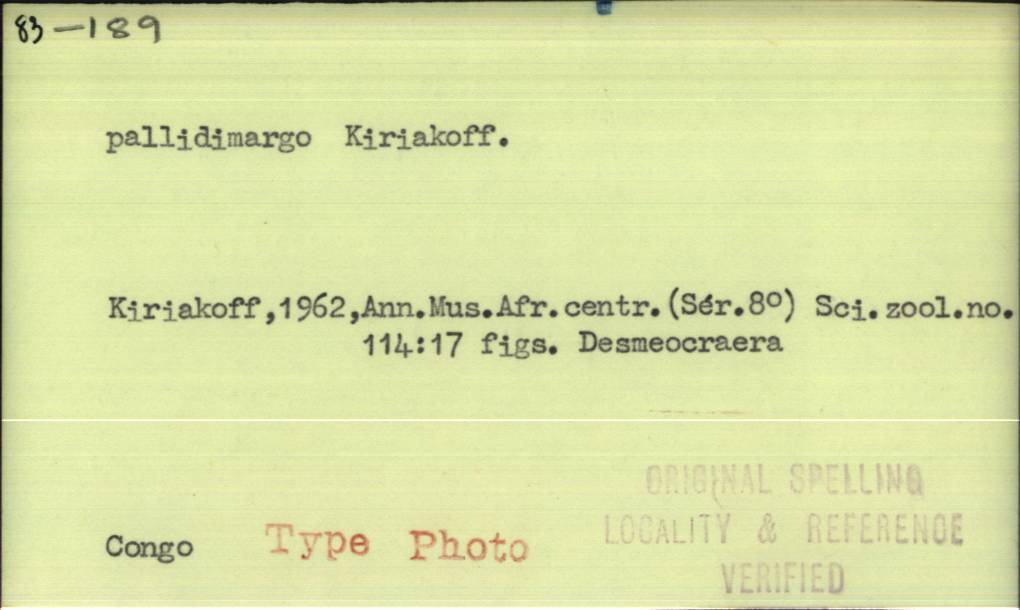 83-189
pallidimargo Kiriakoff.
Kiriakoff,1962,Ann.Mus.Afr.centr.(Sér.8°) Sci.zool.no.
114:17 figs. Desmeocraera
ORIGINAL SPELLING
LOCALITY & REFERENCE
VERIFIED
Congo Type Photo